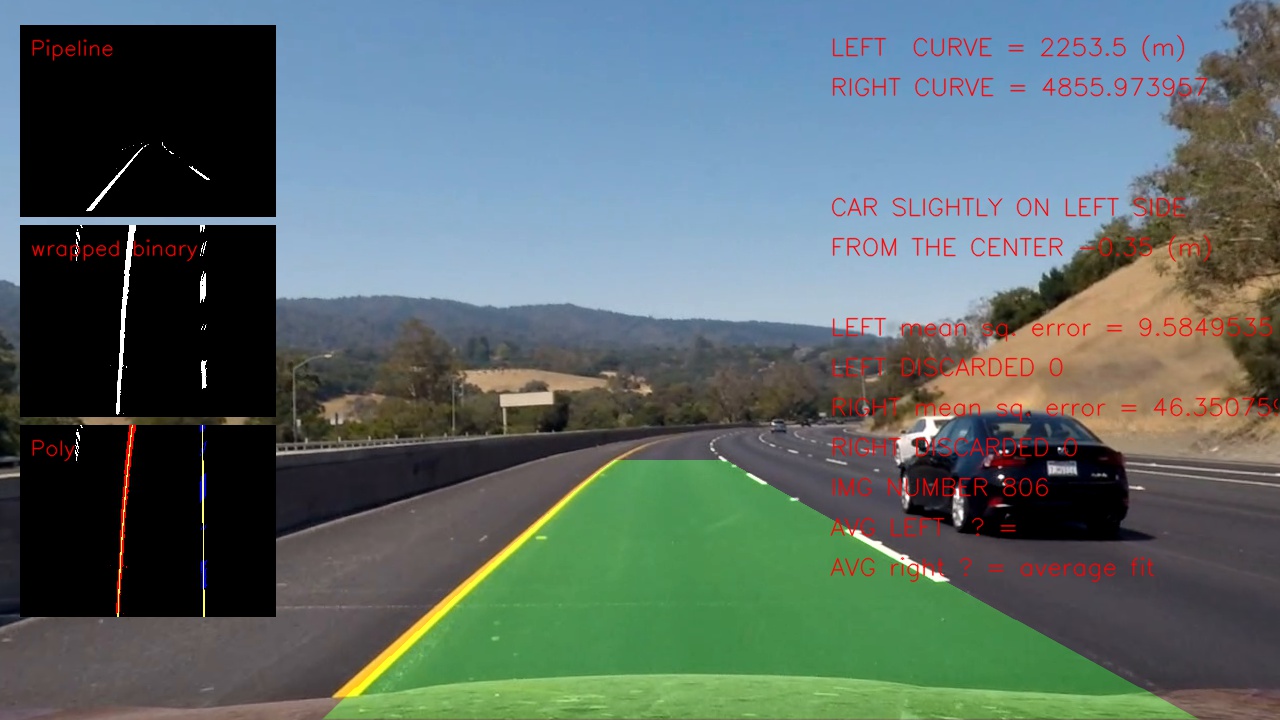 Pipeline
wrapped binary
Poly
LEFT CURVE = 2253.5 (m)
RIGHT CURVE = 4855.973957
CAR SLIGHTLY ON LEFT SIDE
FROM THE CENTER -0.35 (m)
LEFT mean sq. error = 9.5849535
LEFT DISCARDED 0
RIGHT mean sq. error = 46.350759
RIGHT DISCARDED 0
IMG NUMBER 806
AVG LEFT ? =
AVG right ? = average fit